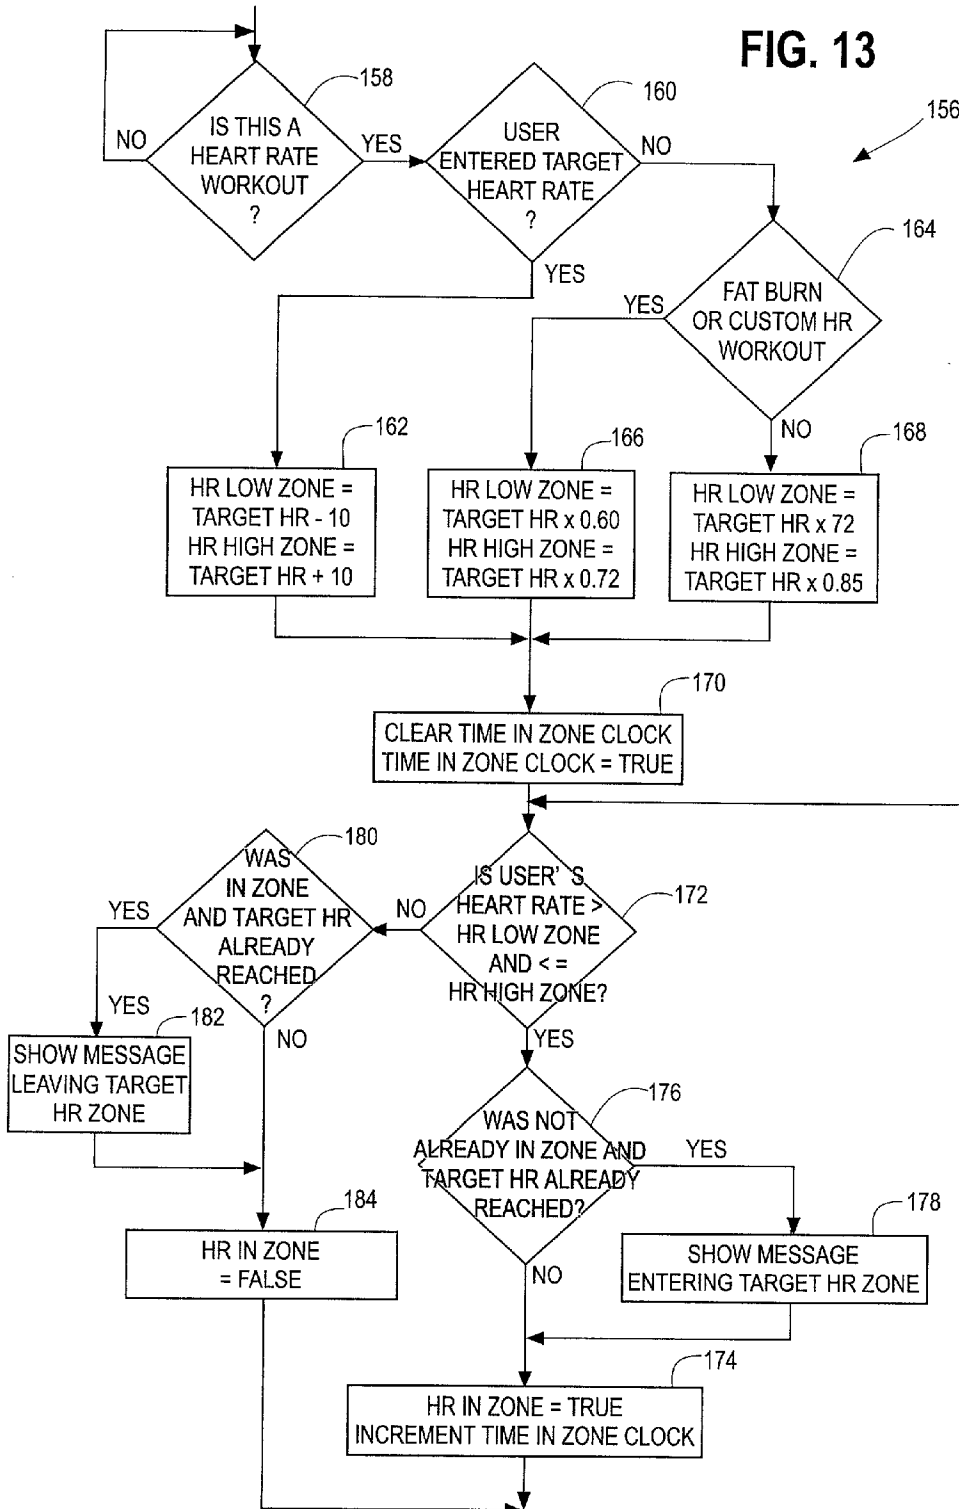 FIG. 13
156
158
IS THIS A
HEART RATE
WORKOUT
?
NO
YES
160
USER
ENTERED TARGET
HEART RATE
?
NO
YES
164
FAT BURN
OR CUSTOM HR
WORKOUT
YES
NO
162
HR LOW ZONE =
TARGET HR - 10
HR HIGH ZONE =
TARGET HR + 10
166
HR LOW ZONE =
TARGET HR x 0.60
HR HIGH ZONE =
TARGET HR x 0.72
168
HR LOW ZONE =
TARGET HR x 72
HR HIGH ZONE =
TARGET HR x 0.85
170
CLEAR TIME IN ZONE CLOCK
TIME IN ZONE CLOCK = TRUE
172
IS USER' S
HEART RATE >
HR LOW ZONE
AND < =
HR HIGH ZONE?
NO
YES
180
WAS
IN ZONE
AND TARGET HR
ALREADY
REACHED
?
YES
YES
NO
182
SHOW MESSAGE
LEAVING TARGET
HR ZONE
176
WAS NOT
ALREADY IN ZONE AND
TARGET HR ALREADY
REACHED?
YES
NO
178
SHOW MESSAGE
ENTERING TARGET HR ZONE
184
HR IN ZONE
= FALSE
174
HR IN ZONE = TRUE
INCREMENT TIME IN ZONE CLOCK